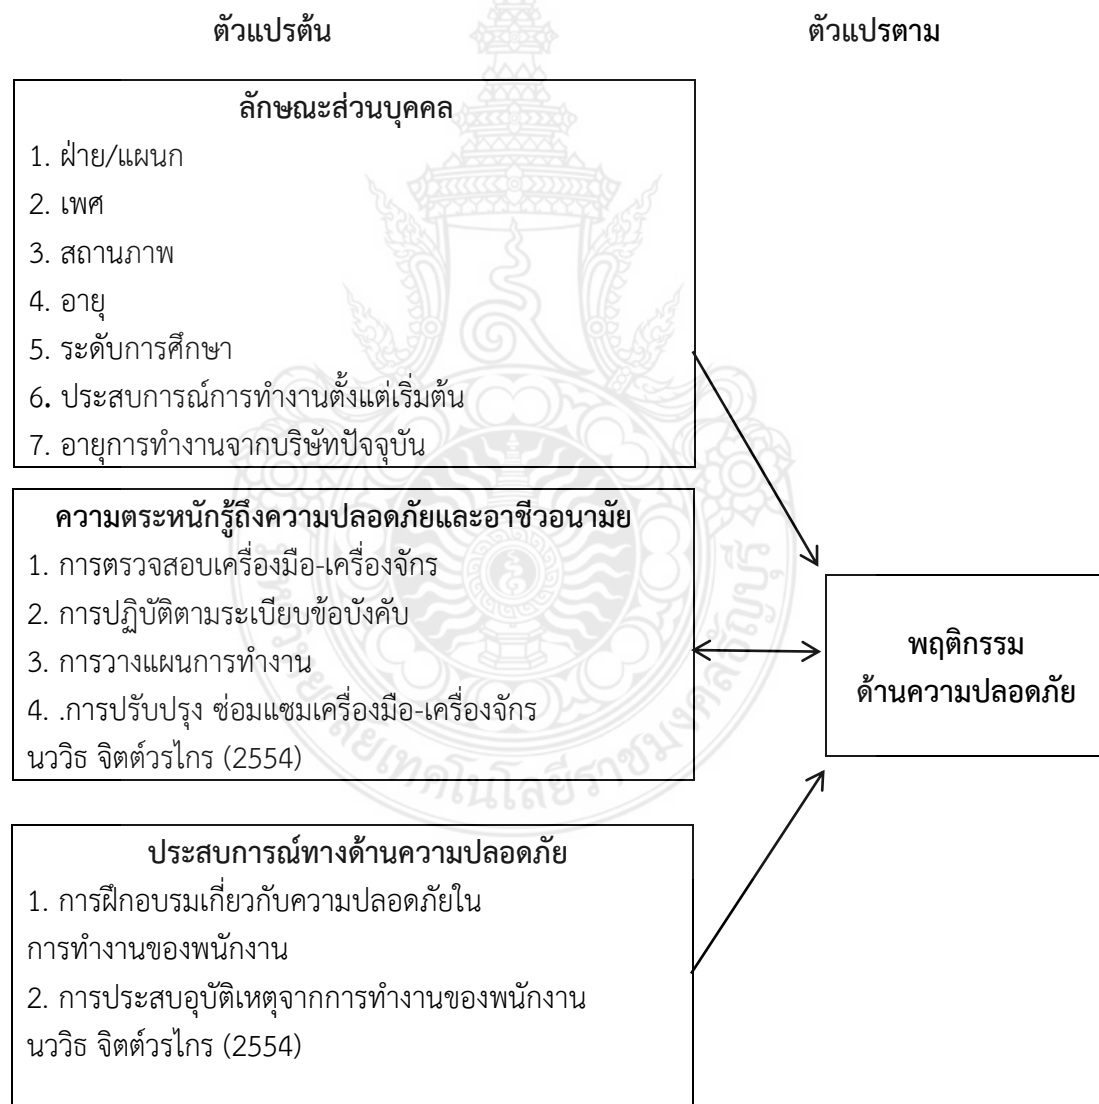 ตัวแปรต้น
ตัวแปรตาม
ลักษณะส่วนบุคคล
1. ฝ่าย/แผนก
2. เพศ
3. สถานภาพ
4. อายุ
5. ระดับการศึกษา
6. ประสบการณ์การทำงานตั้งแต่เริ่มต้น
7. อายุการทำงานจากบริษัทปัจจุบัน
ความตระหนักรู้ถึงความปลอดภัยและอาชีวอนามัย
1. การตรวจสอบเครื่องมือ-เครื่องจักร
2. การปฏิบัติตามระเบียบข้อบังคับ
3. การวางแผนการทำงาน
4. .การปรับปรุง ซ่อมแซมเครื่องมือ-เครื่องจักร
นววิธ จิตต์วรไกร (2554)
ประสบการณ์ทางด้านความปลอดภัย
1. การฝึกอบรมเกี่ยวกับความปลอดภัยใน
การทำงานของพนักงาน
2. การประสบอุบัติเหตุจากการทำงานของพนักงาน
นววิธ จิตต์วรไกร (2554)
พฤติกรรม
ด้านความปลอดภัย